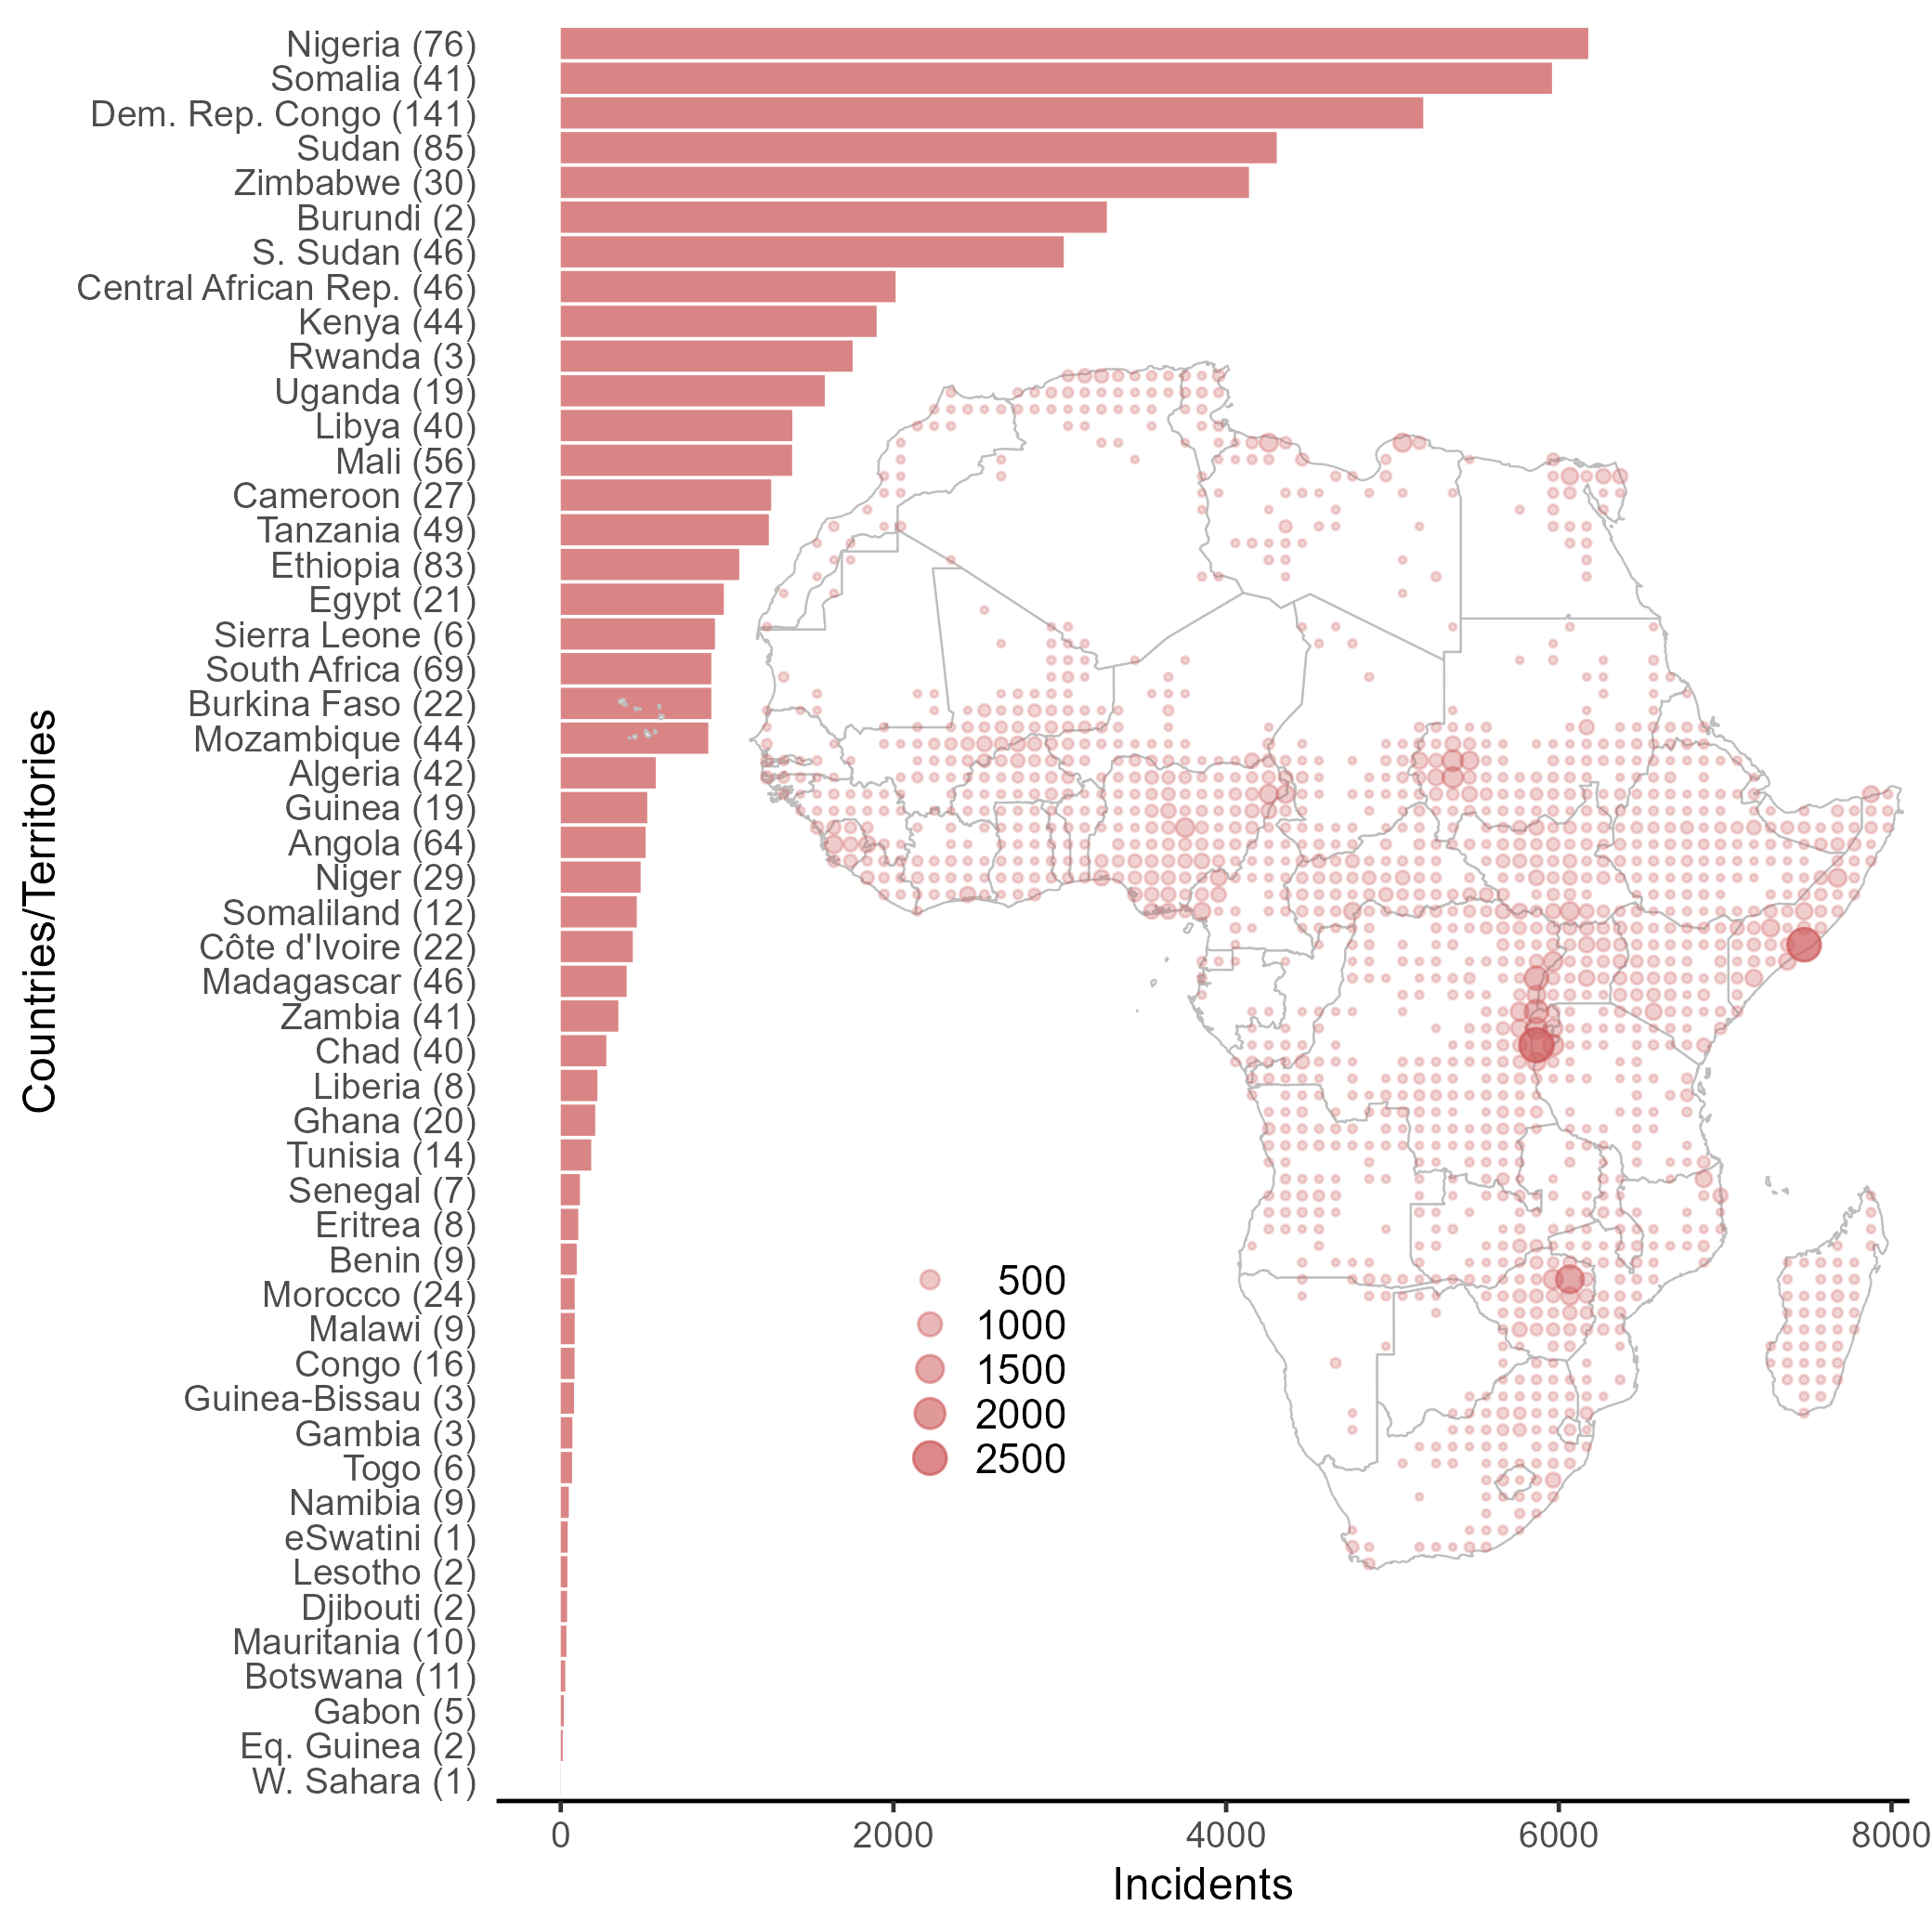 Countries/Territories
Nigeria (76)
Somalia (41)
Dem. Rep. Congo (141)
Sudan (85)
Zimbabwe (30)
Burundi (2)
S. Sudan (46)
Central African Rep. (46)
Kenya (44)
Rwanda (3)
Uganda (19)
Libya (40)
Mali (56)
Cameroon (27)
Tanzania (49)
Ethiopia (83)
Egypt (21)
Sierra Leone (6)
South Africa (69)
Burkina Faso (22)
Mozambique (44)
Algeria (42)
Guinea (19)
Angola (64)
Niger (29)
Somaliland (12)
Côte d'Ivoire (22)
Madagascar (46)
Zambia (41)
Chad (40)
Liberia (8)
Ghana (20)
Tunisia (14)
Senegal (7)
Eritrea (8)
Benin (9)
Morocco (24)
Malawi (9)
Congo (16)
Guinea-Bissau (3)
Gambia (3)
Togo (6)
Namibia (9)
eSwatini (1)
Lesotho (2)
Djibouti (2)
Mauritania (10)
Botswana (11)
Gabon (5)
Eq. Guinea (2)
W. Sahara (1)
500
1000
1500
2000
2500
0 2000 4000 6000 8000
Incidents